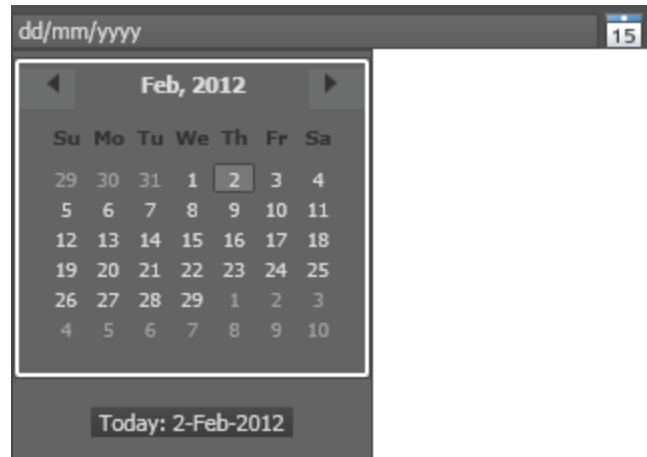 dd/mm/yyyy 15
Feb, 2012
Su Mo Tu We Th Fr Sa
29 30 31 1 2 3 4
5 6 7 8 9 10 11
12 13 14 15 16 17 18
19 20 21 22 23 24 25
26 27 28 29 1 2 3
4 5 6 7 8 9 10
Today: 2-Feb-2012